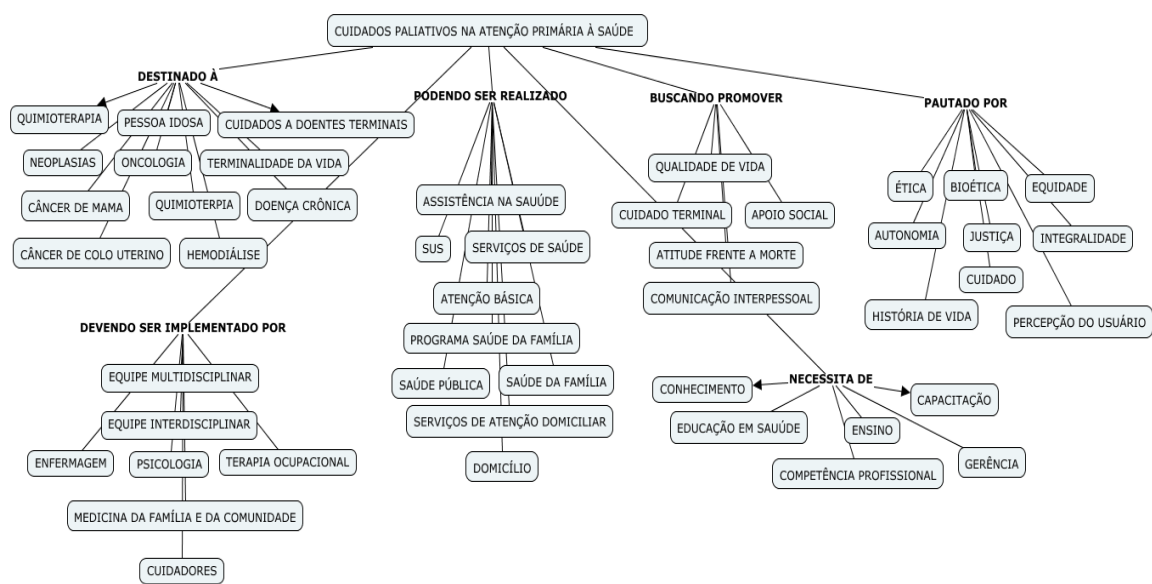 CUIDADOS PALIATIVOS NA ATENÇÃO PRIMÁRIA À SAÚDE
DESTINADO À
QUIMIOTERAPIA
PESSOA IDOSA
CUIDADOS A DOENTES TERMINAIS
NEOPLASIAS
ONCOLOGIA
TERMINALIDADE DA VIDA
CÂNCER DE MAMA
QUIMIOTERPIA
DOENÇA CRÔNICA
CÂNCER DE COLO UTERINO
HEMODIÁLISE
DEVENDO SER IMPLEMENTADO POR
EQUIPE MULTIDISCIPLINAR
EQUIPE INTERDISCIPLINAR
ENFERMAGEM
PSICOLOGIA
TERAPIA OCUPACIONAL
MEDICINA DA FAMÍLIA E DA COMUNIDADE
CUIDADORES
PODENDO SER REALIZADO
ASSISTÊNCIA NA SAUÚDE
SUS
SERVIÇOS DE SAÚDE
ATENÇÃO BÁSICA
PROGRAMA SAÚDE DA FAMÍLIA
SAÚDE PÚBLICA
SAÚDE DA FAMÍLIA
SERVIÇOS DE ATENÇÃO DOMICILIAR
DOMICÍLIO
BUSCANDO PROMOVER
QUALIDADE DE VIDA
CUIDADO TERMINAL
APOIO SOCIAL
ATITUDE FRENTE A MORTE
COMUNICAÇÃO INTERPESSOAL
NECESSITA DE
CONHECIMENTO
CAPACITAÇÃO
EDUCAÇÃO EM SAUÚDE
ENSINO
COMPETÊNCIA PROFISSIONAL
GERÊNCIA
PAUTADO POR
ÉTICA
BIOÉTICA
EQUIDADE
AUTONOMIA
JUSTIÇA
INTEGRALIDADE
CUIDADO
HISTÓRIA DE VIDA
PERCEPÇÃO DO USUÁRIO